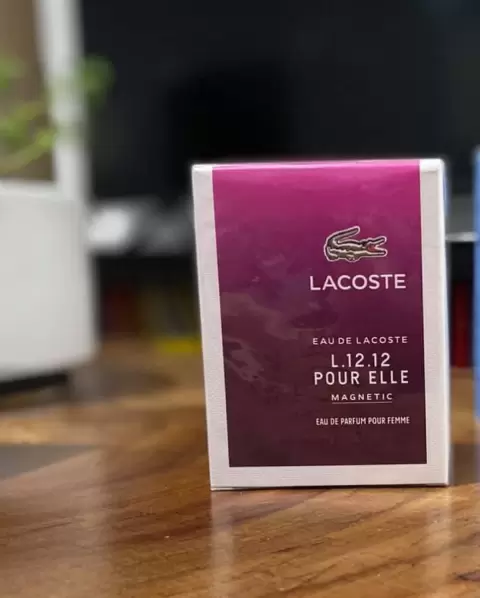 LACOSTE
EAU DE LACOSTE
L.12.12
POUR ELLE
MAGNETIC
EAU DE PARFUM POUR FEMME